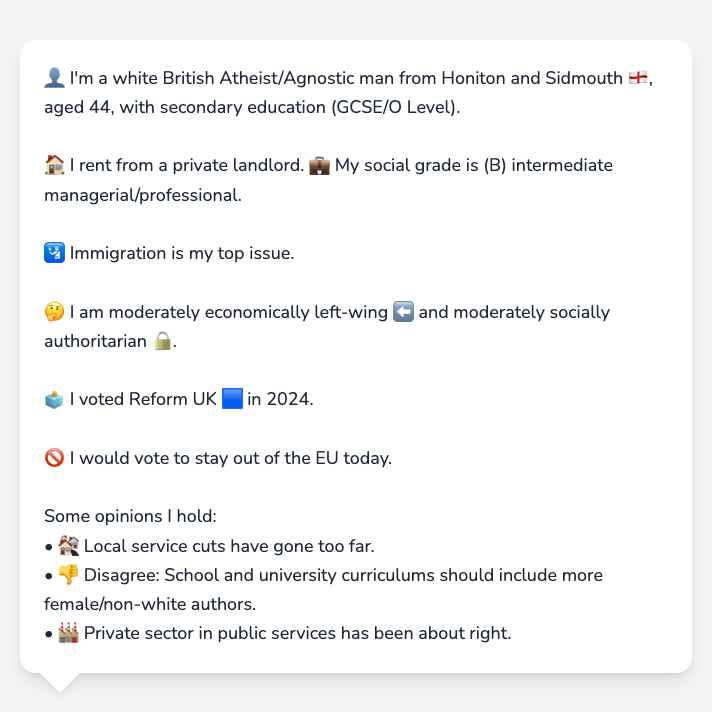 👤 I'm a white British Atheist/Agnostic man from Honiton and Sidmouth 🏴󠁧󠁢󠁥󠁮󠁧󠁿,
aged 44, with secondary education (GCSE/O Level).
🏠 I rent from a private landlord. 💼 My social grade is (B) intermediate
managerial/professional.
🛂 Immigration is my top issue.
🤔 I am moderately economically left-wing ⬅️ and moderately socially
authoritarian 🔒.
🗳️ I voted Reform UK 🟦 in 2024.
🚫 I would vote to stay out of the EU today.
Some opinions I hold:
• 🏚️ Local service cuts have gone too far.
• 👎 Disagree: School and university curriculums should include more
female/non-white authors.
• 🏭 Private sector in public services has been about right.